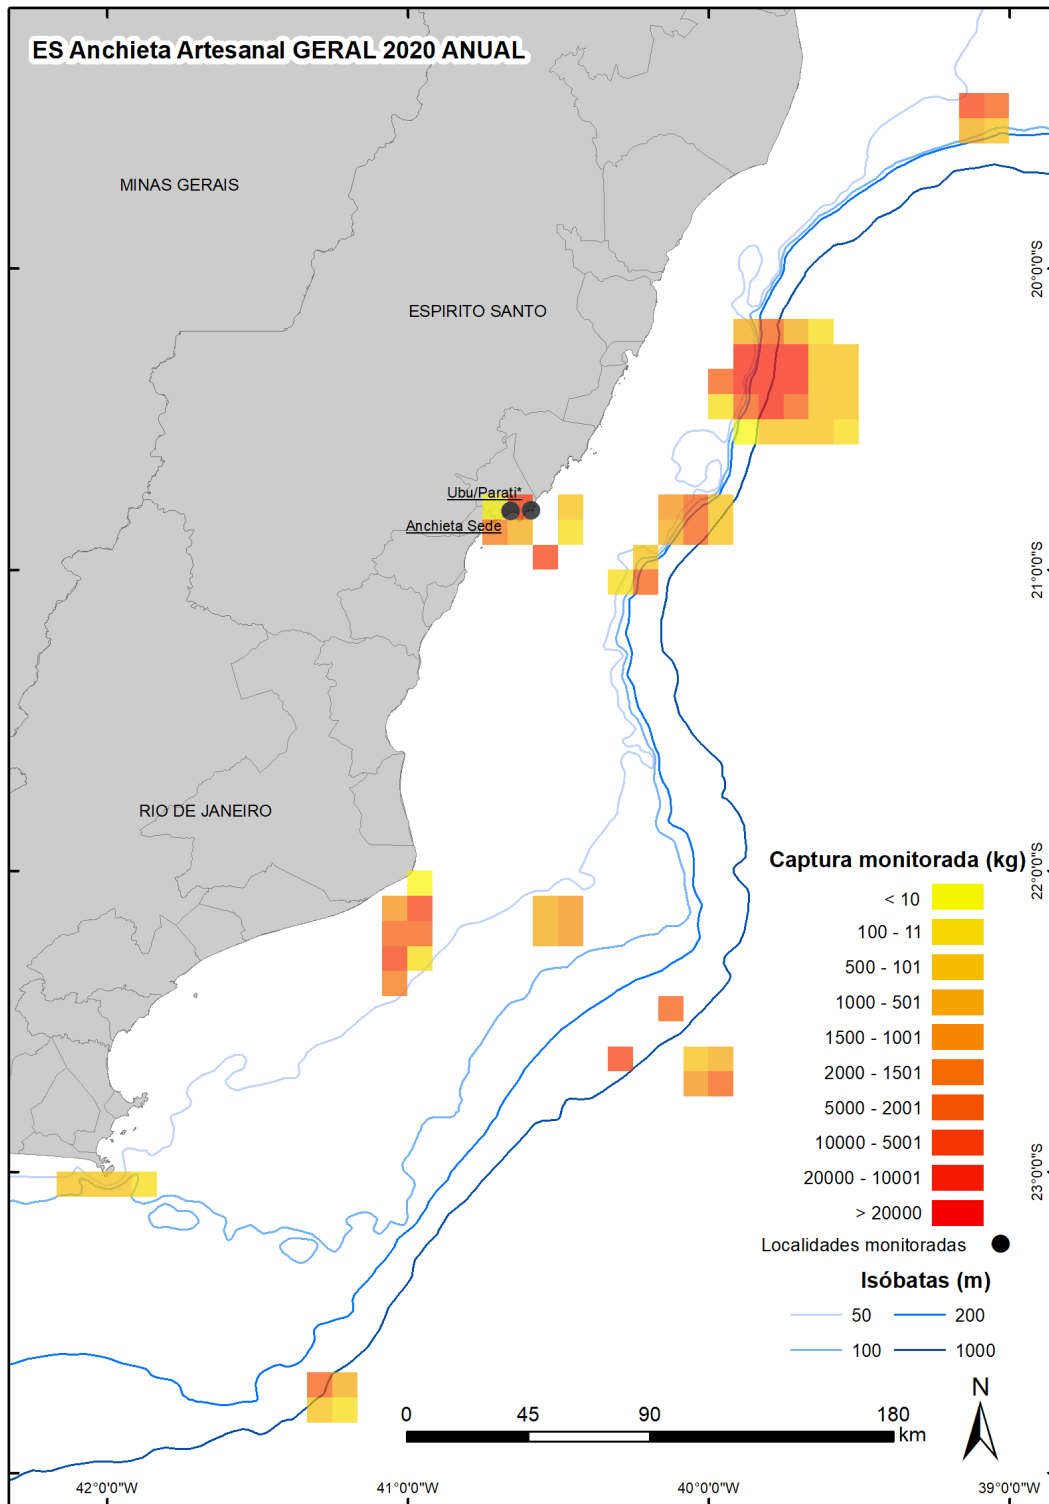 ES Anchieta Artesanal GERAL 2020 ANUAL
MINAS GERAIS
ESPIRITO SANTO
Ubu/Parati*
Anchieta Sede
RIO DE JANEIRO
20°0'0"S
21°0'0"S
22°0'0"S
23°0'0"S
Captura monitorada (kg)
< 10
100 - 11
500 - 101
1000 - 501
1500 - 1001
2000 - 1501
5000 - 2001
10000 - 5001
20000 - 10001
> 20000
Localidades monitoradas
Isóbatas (m)
50
200
100
1000
N
0 45 90 180
km
42°0'0"W 41°0'0"W 40°0'0"W 39°0'0"W